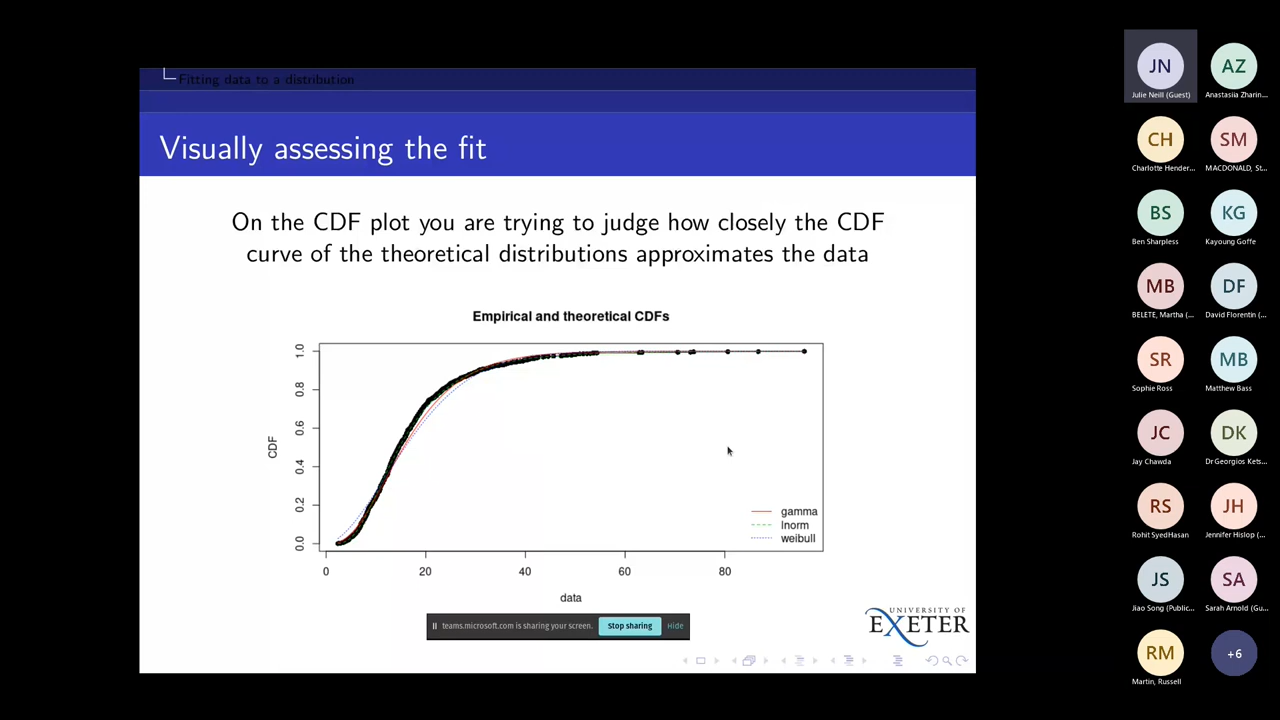 Fitting data to a distribution
Visually assessing the fit
On the CDF plot you are trying to judge how closely the CDF
curve of the theoretical distributions approximates the data
Empirical and theoretical CDFs
CDF
0.0 0.2 0.4 0.6 0.8 1.0
gamma
lnorm
weibull
0 20 40 60 80
data
teams.microsoft.com is sharing your screen. Stop sharing Hide
UNIVERSITY OF
EXETER
JN AZ
Julie Neill (Guest) Anastasiia Zharin...
CH SM
Charlotte Hender... MACDONALD, St...
BS KG
Ben Sharpless Kayoung Goffe
MB DF
BELETE, Martha (... David Florentin (...
SR MB
Sophie Ross Matthew Bass
JC DK
Jay Chawda Dr Georgios Kets...
RS JH
Rohit SyedHasan Jennifer Hislop (...
JS SA
Jiao Song (Public... Sarah Arnold (Gu...
RM +6
Martin, Russell